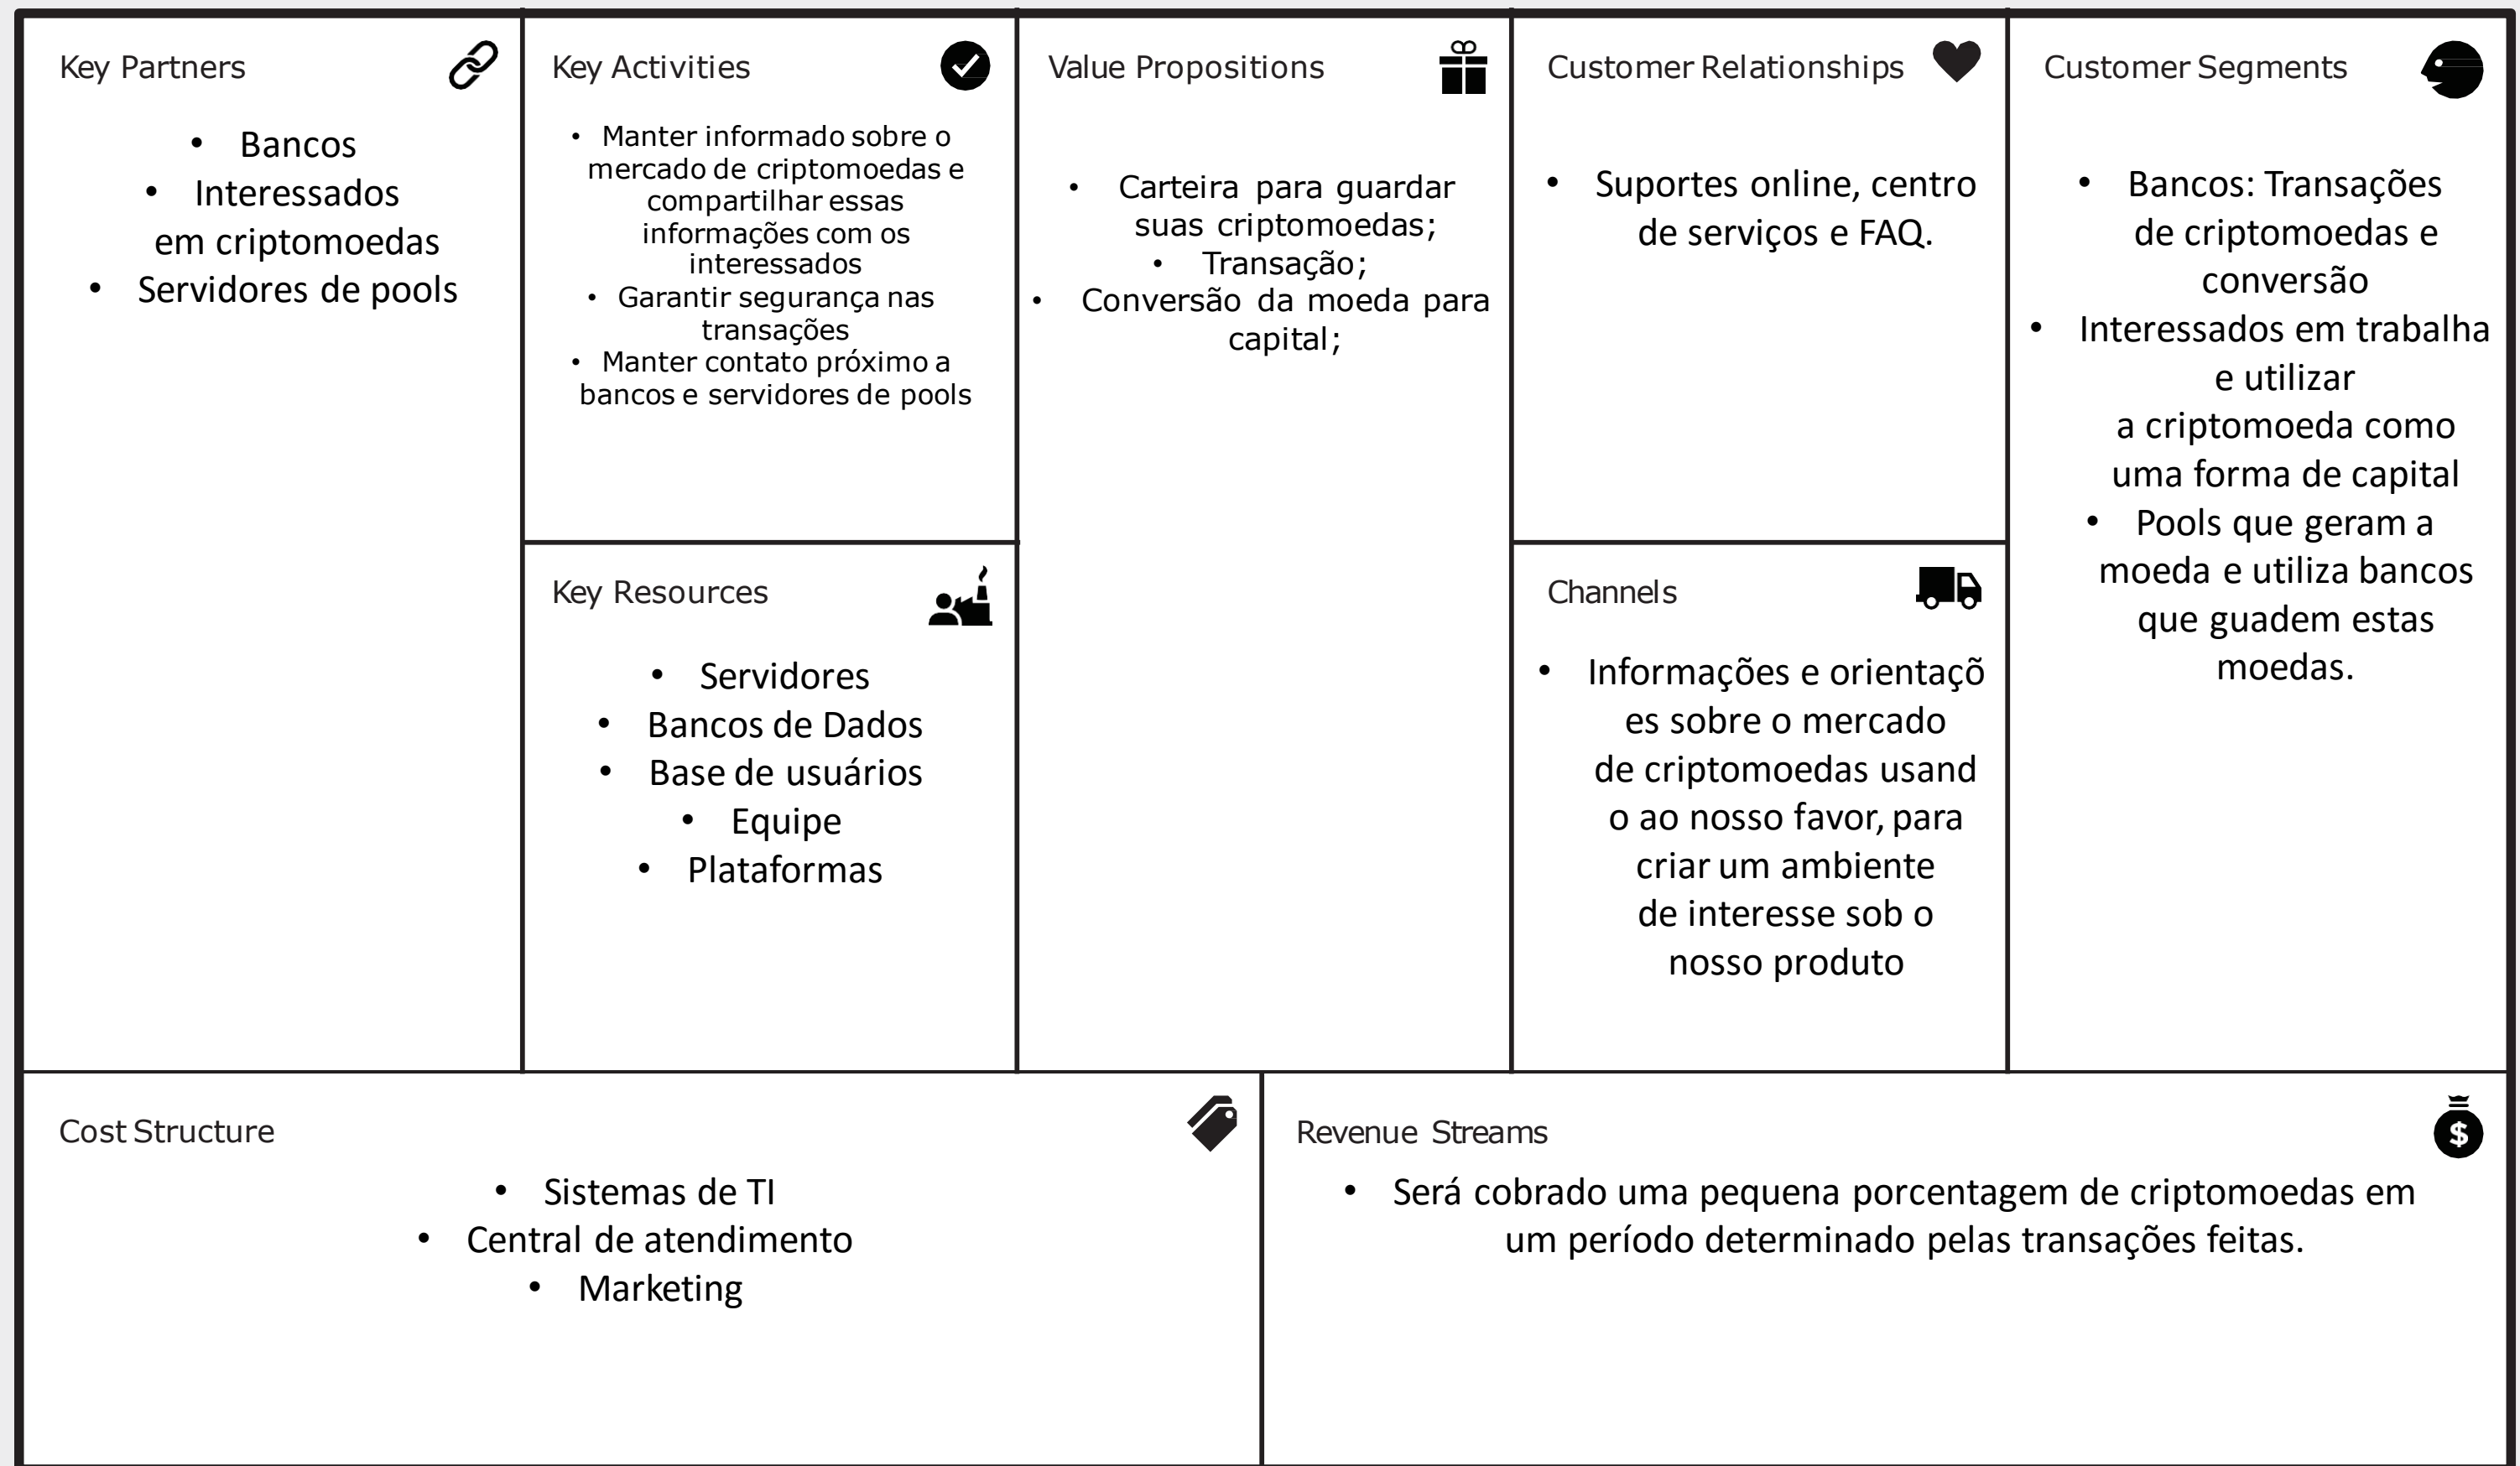 Key Partners
• Bancos
• Interessados
em criptomoedas
• Servidores de pools
Key Activities
• Manter informado sobre o
mercado de criptomoedas e
compartilhar essas
informações com os
interessados
• Garantir segurança nas
transações
• Manter contato próximo a
bancos e servidores de pools
Key Resources
• Servidores
• Bancos de Dados
• Base de usuários
• Equipe
• Plataformas
Value Propositions
• Carteira para guardar
suas criptomoedas;
• Transação;
• Conversão da moeda para
capital;
Customer Relationships
• Suportes online, centro
de serviços e FAQ.
Channels
• Informações e orientaçõ
es sobre o mercado
de criptomoedas usand
o ao nosso favor, para
criar um ambiente
de interesse sob o
nosso produto
Customer Segments
• Bancos: Transações
de criptomoedas e
conversão
• Interessados em trabalha
e utilizar
a criptomoeda como
uma forma de capital
• Pools que geram a
moeda e utiliza bancos
que guadem estas
moedas.
Cost Structure
• Sistemas de TI
• Central de atendimento
• Marketing
Revenue Streams
$
• Será cobrado uma pequena porcentagem de criptomoedas em
um período determinado pelas transações feitas.